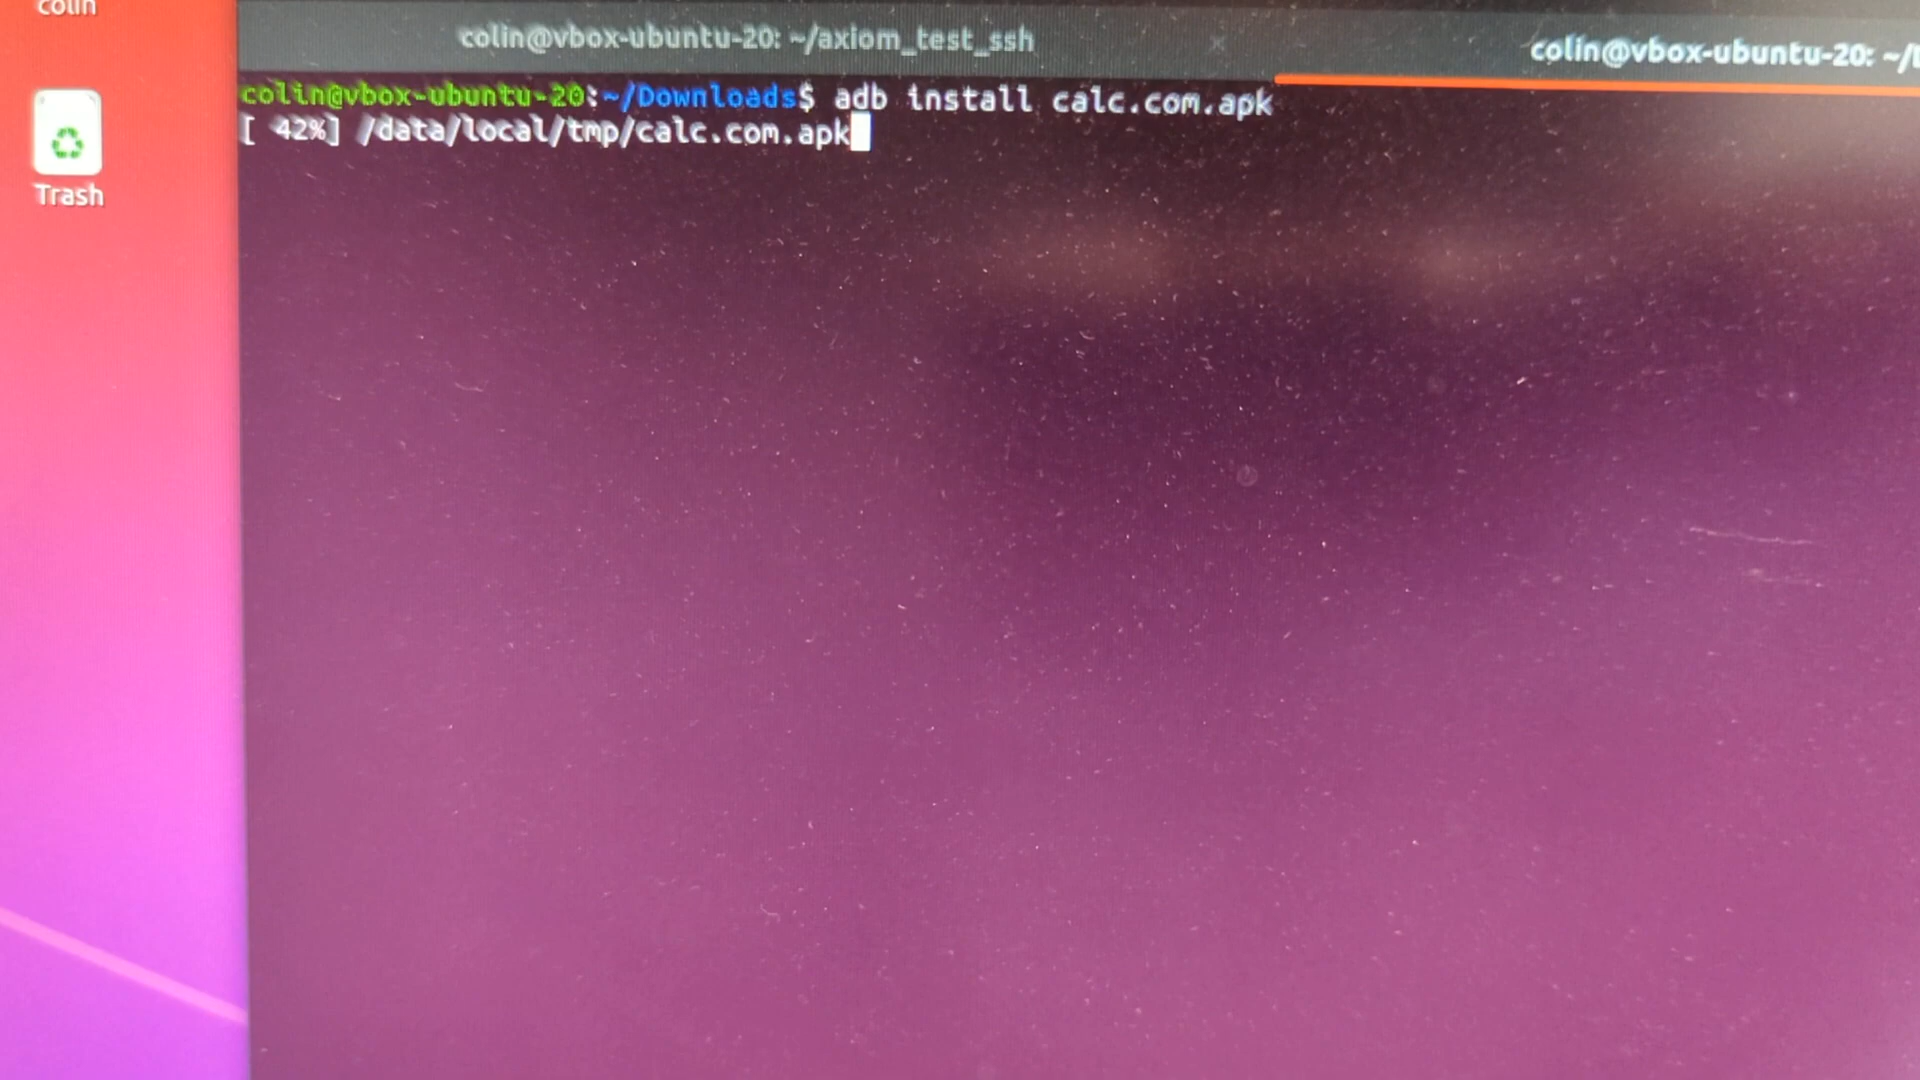 colin
Trash
colin@vbox-ubuntu-20: ~/axiom_test_ssh
colin@vbox-ubuntu-20: ~/
colin@vbox-ubuntu-20:~/Downloads$ adb install calc.com.apk
[ 42%] /data/local/tmp/calc.com.apk